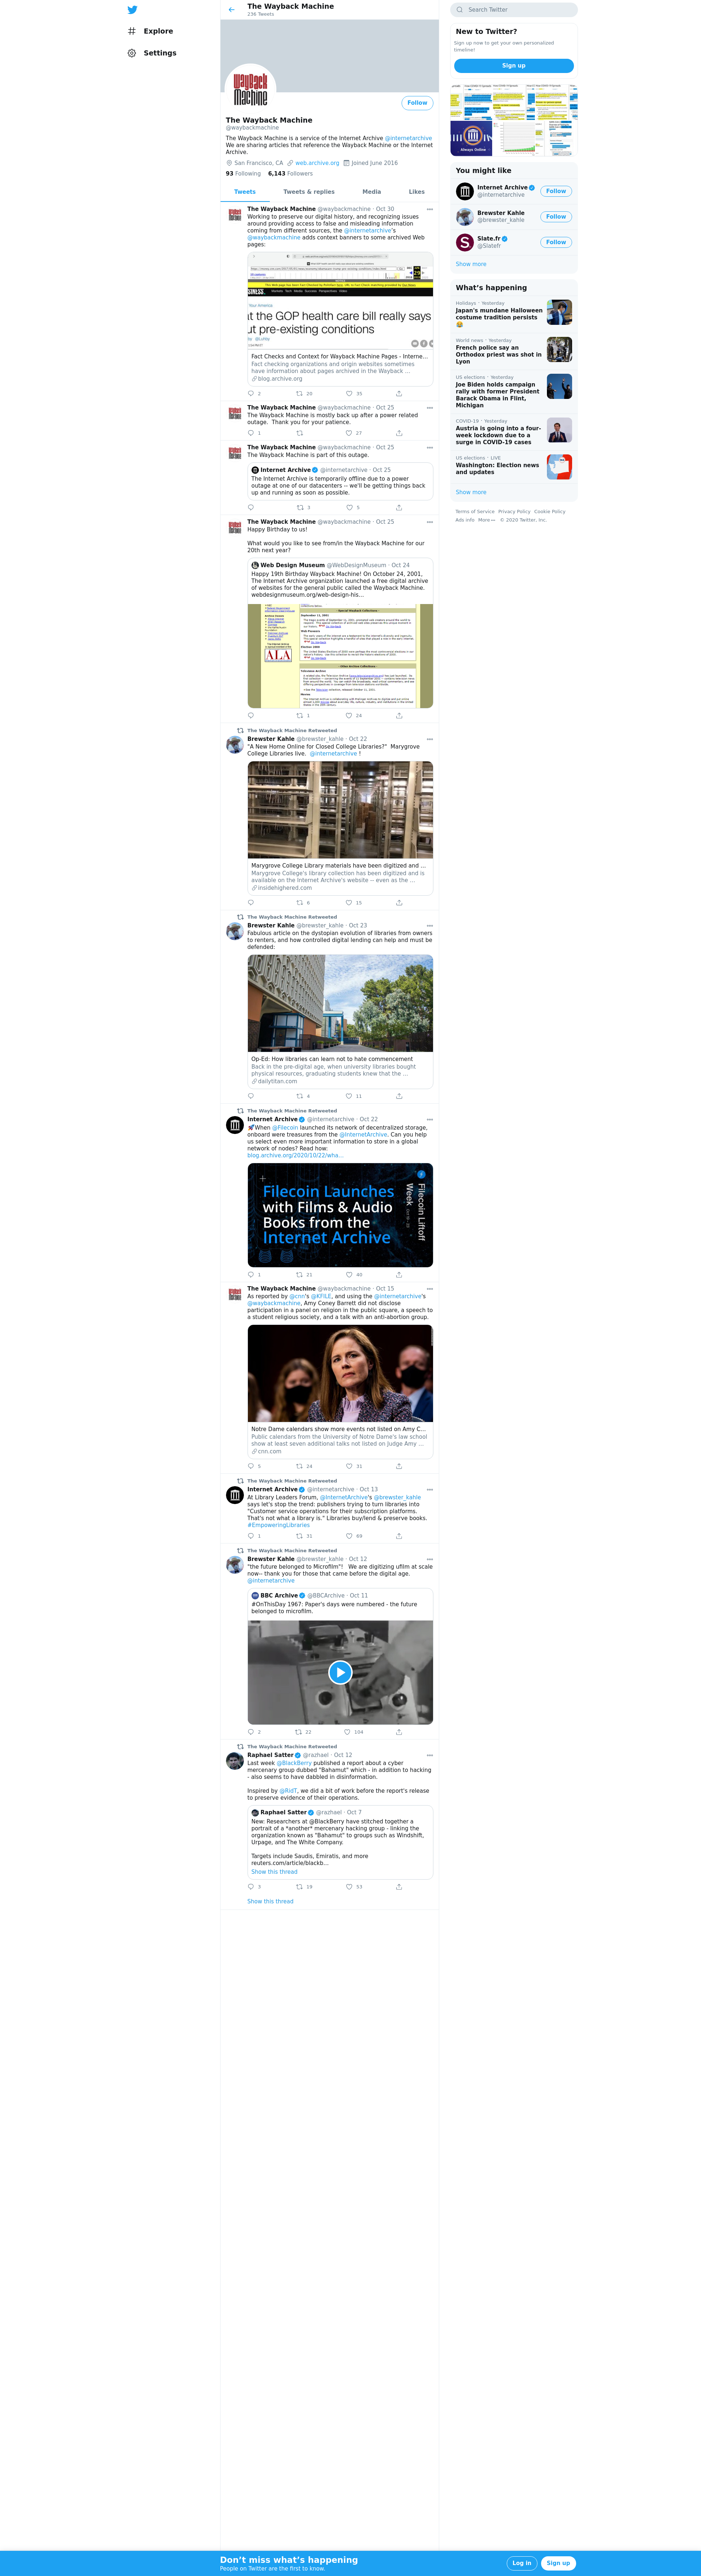 The Wayback Machine
236 Tweets
Explore
Settings
Wayback
Machine
Follow
The Wayback Machine
@waybackmachine
The Wayback Machine is a service of the Internet Archive @internetarchive
We are sharing articles that reference the Wayback Machine or the Internet
Archive.
San Francisco, CA web.archive.org Joined June 2016
93 Following 6,143 Followers
Tweets Tweets & replies Media Likes
The Wayback Machine @waybackmachine · Oct 30
Working to preserve our digital history, and recognizing issues
around providing access to false and misleading information
coming from different sources, the @internetarchive's
@waybackmachine adds context banners to some archived Web
pages:
t the GOP health care bill really says
ut pre-existing conditions
Fact Checks and Context for Wayback Machine Pages - Interne...
Fact checking organizations and origin websites sometimes
have information about pages archived in the Wayback ...
blog.archive.org
2 20 35
The Wayback Machine @waybackmachine · Oct 25
The Wayback Machine is mostly back up after a power related
outage. Thank you for your patience.
1 27
The Wayback Machine @waybackmachine · Oct 25
The Wayback Machine is part of this outage.
Internet Archive @internetarchive · Oct 25
The Internet Archive is temporarily offline due to a power
outage at one of our datacenters -- we'll be getting things back
up and running as soon as possible.
3 5
The Wayback Machine @waybackmachine · Oct 25
Happy Birthday to us!
What would you like to see from/in the Wayback Machine for our
20th next year?
Web Design Museum @WebDesignMuseum · Oct 24
Happy 19th Birthday Wayback Machine! On October 24, 2001,
The Internet Archive organization launched a free digital archive
of websites for the general public called the Wayback Machine.
webdesignmuseum.org/web-design-his...
ALA
1 24
The Wayback Machine Retweeted
Brewster Kahle @brewster_kahle · Oct 22
"A New Home Online for Closed College Libraries?" Marygrove
College Libraries live. @internetarchive !
Marygrove College Library materials have been digitized and ...
Marygrove College's library collection has been digitized and is
available on the Internet Archive's website -- even as the ...
insidehighered.com
6 15
The Wayback Machine Retweeted
Brewster Kahle @brewster_kahle · Oct 23
Fabulous article on the dystopian evolution of libraries from owners
to renters, and how controlled digital lending can help and must be
defended:
Op-Ed: How libraries can learn not to hate commencement
Back in the pre-digital age, when university libraries bought
physical resources, graduating students knew that the ...
dailytitan.com
4 11
The Wayback Machine Retweeted
Internet Archive @internetarchive · Oct 22
🚀When @Filecoin launched its network of decentralized storage,
onboard were treasures from the @InternetArchive. Can you help
us select even more important information to store in a global
network of nodes? Read how:
blog.archive.org/2020/10/22/wha...
Filecoin Launches
with Films & Audio
Books from the
Internet Archive
Filecoin Liftoff
Week
1 21 40
The Wayback Machine @waybackmachine · Oct 15
As reported by @cnn's @KFILE, and using the @internetarchive's
@waybackmachine, Amy Coney Barrett did not disclose
participation in a panel on religion in the public square, a speech to
a student religious society, and a talk with an anti-abortion group.
Notre Dame calendars show more events not listed on Amy C...
Public calendars from the University of Notre Dame's law school
show at least seven additional talks not listed on Judge Amy ...
cnn.com
5 24 31
The Wayback Machine Retweeted
Internet Archive @internetarchive · Oct 13
At Library Leaders Forum, @InternetArchive's @brewster_kahle
says let's stop the trend: publishers trying to turn libraries into
"Customer service operations for their subscription platforms.
That's not what a library is." Libraries buy/lend & preserve books.
#EmpoweringLibraries
1 31 69
The Wayback Machine Retweeted
Brewster Kahle @brewster_kahle · Oct 12
"the future belonged to Microfilm"! We are digitizing ufilm at scale
now-- thank you for those that came before the digital age.
@internetarchive
BBC Archive @BBCArchive · Oct 11
#OnThisDay 1967: Paper's days were numbered - the future
belonged to microfilm.
2 22 104
The Wayback Machine Retweeted
Raphael Satter @razhael · Oct 12
Last week @BlackBerry published a report about a cyber
mercenary group dubbed "Bahamut" which - in addition to hacking
- also seems to have dabbled in disinformation.
Inspired by @RidT, we did a bit of work before the report's release
to preserve evidence of their operations.
Raphael Satter @razhael · Oct 7
New: Researchers at @BlackBerry have stitched together a
portrait of a *another* mercenary hacking group - linking the
organization known as "Bahamut" to groups such as Windshift,
Urpage, and The White Company.
Targets include Saudis, Emiratis, and more
reuters.com/article/blackb...
Show this thread
3 19 53
Show this thread
Search Twitter
New to Twitter?
Sign up now to get your own personalized
timeline!
Sign up
Always Online
You might like
Internet Archive
@internetarchive
Follow
Brewster Kahle
@brewster_kahle
Follow
Slate.fr
@Slatefr
Follow
Show more
What's happening
Holidays · Yesterday
Japan's mundane Halloween
costume tradition persists
😂
World news · Yesterday
French police say an
Orthodox priest was shot in
Lyon
US elections · Yesterday
Joe Biden holds campaign
rally with former President
Barack Obama in Flint,
Michigan
COVID-19 · Yesterday
Austria is going into a four-
week lockdown due to a
surge in COVID-19 cases
US elections · LIVE
Washington: Election news
and updates
Show more
Terms of Service Privacy Policy Cookie Policy
Ads info More © 2020 Twitter, Inc.
Don't miss what's happening
People on Twitter are the first to know.
Log in
Sign up